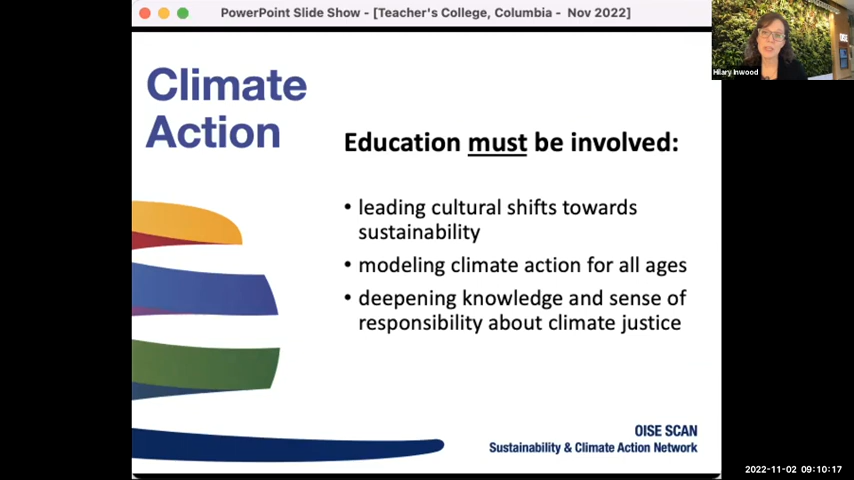 PowerPoint Slide Show - [Teacher's College, Columbia - Nov 2022]
Hilary Inwood
Climate
Action
Education must be involved:
• leading cultural shifts towards
sustainability
• modeling climate action for all ages
• deepening knowledge and sense of
responsibility about climate justice
OISE SCAN
Sustainability & Climate Action Network
2022-11-02 09:10:17